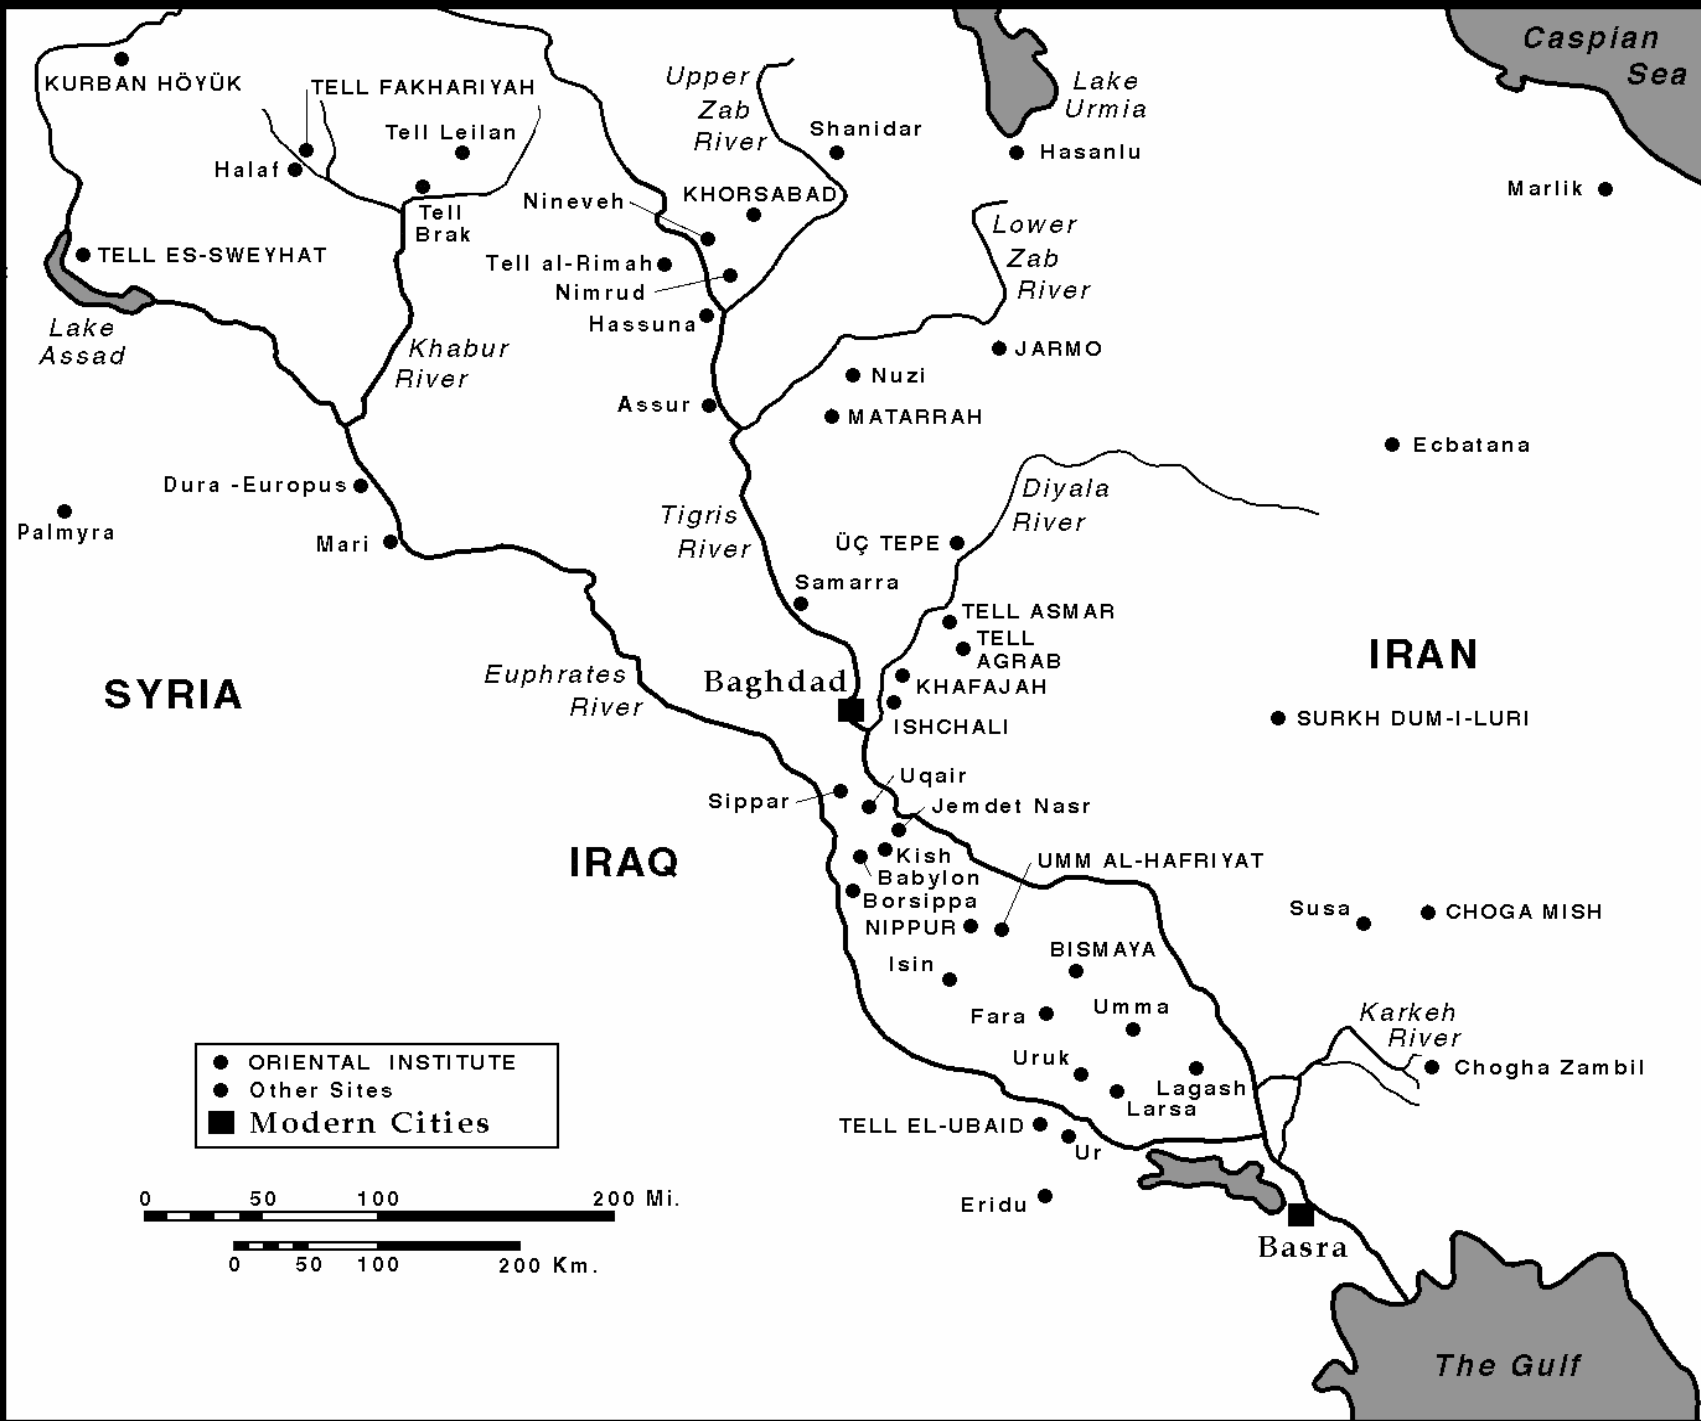 Caspian
Sea
KURBAN HÖYÜK
TELL FAKHARIYAH
Upper
Zab
River
Lake
Urmia
Tell Leilan
Shanidar
Hasanlu
Halaf
Marlik
Nineveh
KHORSABAD
Tell
Brak
Lower
Zab
River
TELL ES-SWEYHAT
Tell al-Rimah
Nimrud
Hassuna
Lake
Assad
Khabur
River
JARMO
Nuzi
Assur
MATARRAH
Ecbatana
Dura -Europus
Diyala
River
Palmyra
Tigris
River
Mari
ÜÇ TEPE
Samarra
TELL ASMAR
TELL
AGRAB
IRAN
SYRIA
Euphrates
River
Baghdad
KHAFAJAH
ISHCHALI
SURKH DUM-I-LURI
Uqair
Sippar
Jemdet Nasr
IRAQ
Kish
UMM AL-HAFRIYAT
Babylon
Borsippa
NIPPUR
Susa
CHOGA MISH
BISMAYA
Isin
Fara
Umma
Karkeh
River
Uruk
Chogha Zambil
Lagash
Larsa
TELL EL-UBAID
Ur
Eridu
Basra
The Gulf
ORIENTAL INSTITUTE
Other Sites
Modern Cities
0 50 100 200 Mi.
0 50 100 200 Km.